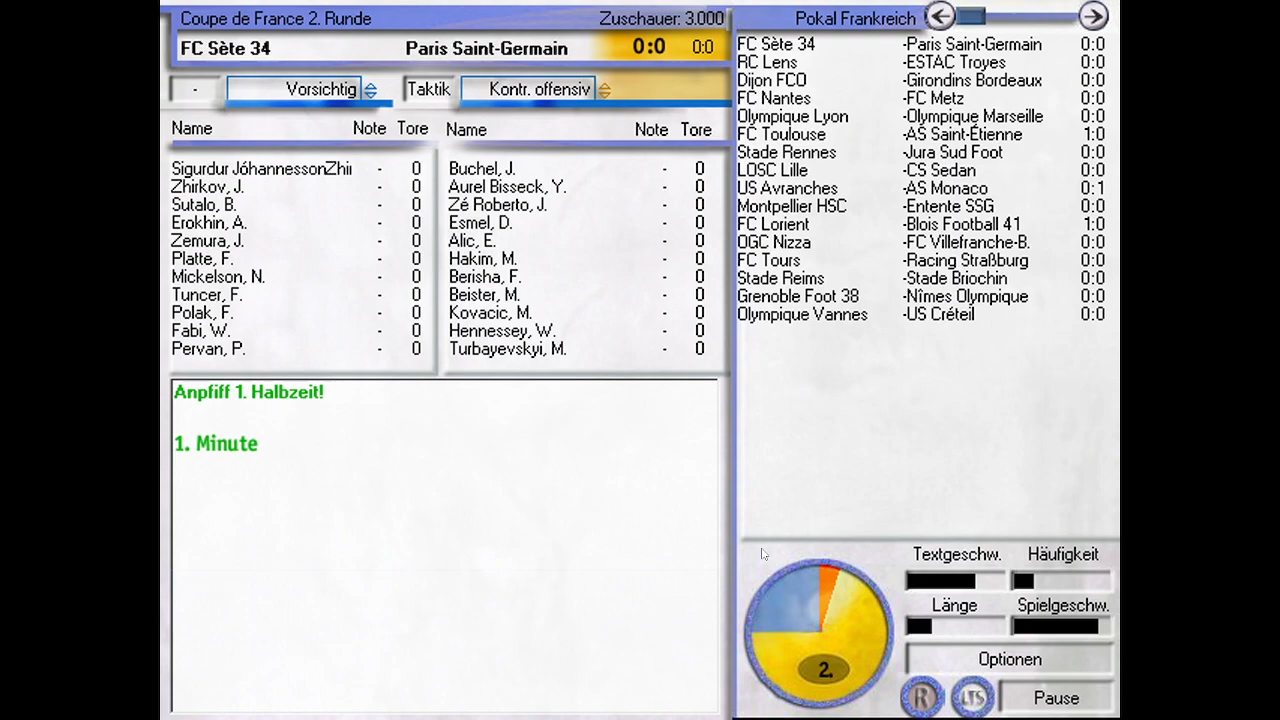 Coupe de France 2. Runde Zuschauer: 3.000
FC Sète 34 Paris Saint-Germain 0:0 0:0
- Vorsichtig Taktik Kontr. offensiv
Name Note Tore Name Note Tore
Sigurdur JóhannessonZhii - 0 Buchel, J. - 0
Zhirkov, J. - 0 Aurel Bisseck, Y. - 0
Sutalo, B. - 0 Zé Roberto, J. - 0
Erokhin, A. - 0 Esmel, D. - 0
Zemura, J. - 0 Alic, E. - 0
Platte, F. - 0 Hakim, M. - 0
Mickelson, N. - 0 Berisha, F. - 0
Tuncer, F. - 0 Beister, M. - 0
Polak, F. - 0 Kovacic, M. - 0
Fabi, W. - 0 Hennessey, W. - 0
Pervan, P. - 0 Turbayevskyi, M. - 0
Anpfiff 1. Halbzeit!
1. Minute
Pokal Frankreich
FC Sète 34 -Paris Saint-Germain 0:0
RC Lens -ESTAC Troyes 0:0
Dijon FCO -Girondins Bordeaux 0:0
FC Nantes -FC Metz 0:0
Olympique Lyon -Olympique Marseille 0:0
FC Toulouse -AS Saint-Étienne 1:0
Stade Rennes -Jura Sud Foot 0:0
LOSC Lille -CS Sedan 0:0
US Avranches -AS Monaco 0:1
Montpellier HSC -Entente SSG 0:0
FC Lorient -Blois Football 41 1:0
OGC Nizza -FC Villefranche-B. 0:0
FC Tours -Racing Straßburg 0:0
Stade Reims -Stade Briochin 0:0
Grenoble Foot 38 -Nîmes Olympique 0:0
Olympique Vannes -US Créteil 0:0
Textgeschw. Häufigkeit
Länge Spielgeschw.
2.
Optionen
R LTS Pause